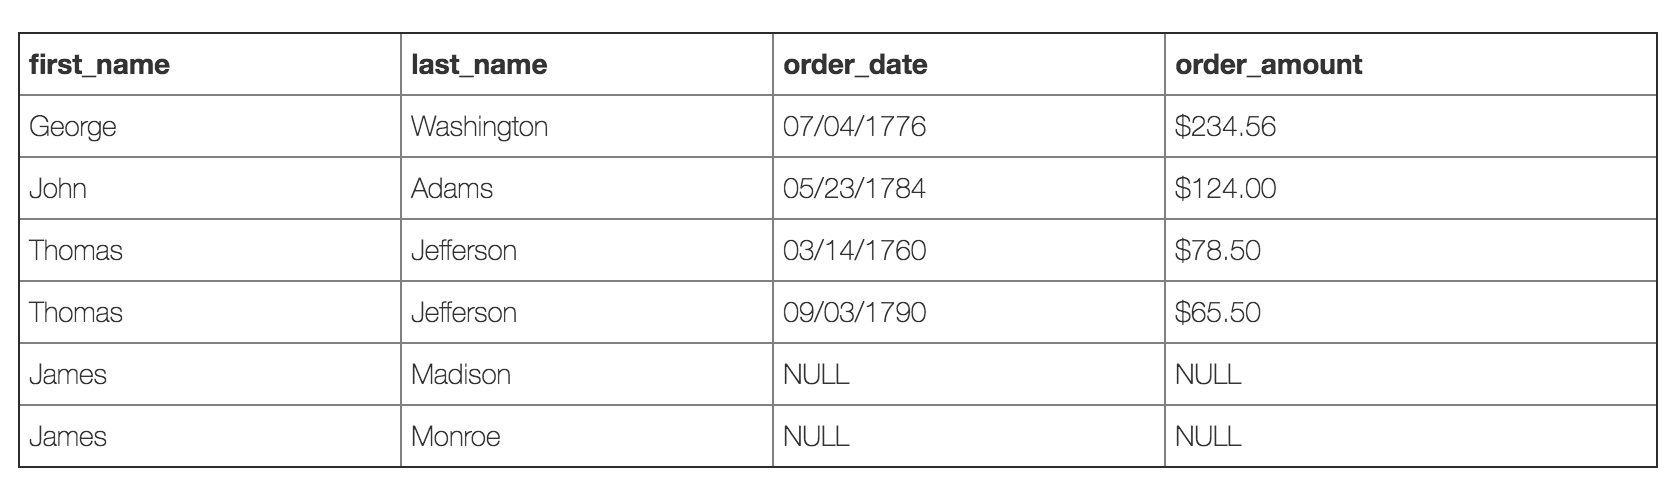 first_name last_name order_date order_amount
George Washington 07/04/1776 $234.56
John Adams 05/23/1784 $124.00
Thomas Jefferson 03/14/1760 $78.50
Thomas Jefferson 09/03/1790 $65.50
James Madison NULL NULL
James Monroe NULL NULL